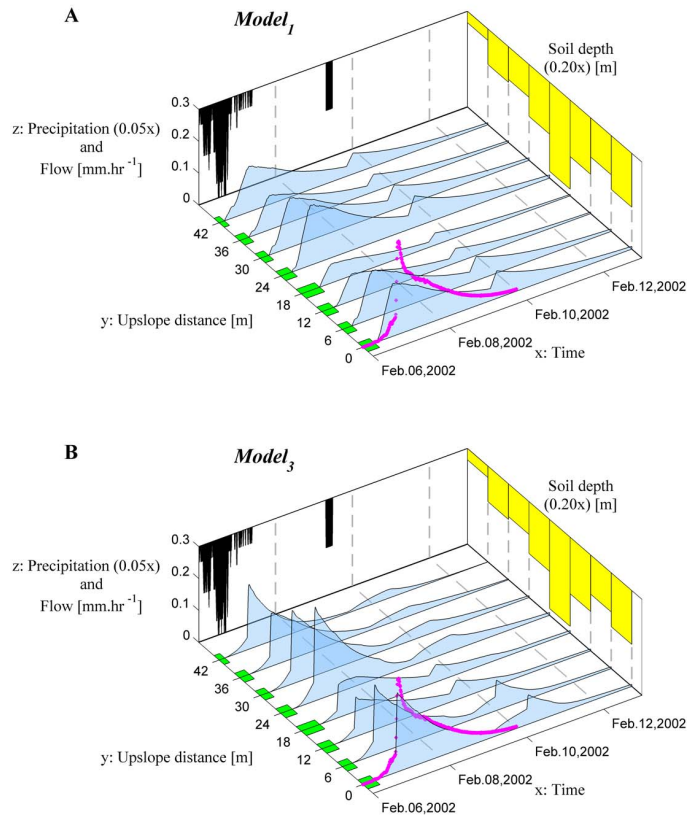 A
Model1
Soil depth
(0.20x) [m]
z: Precipitation (0.05x)
and
Flow [mm.hr -1]
0.3
0.2
0.1
0
42
36
30
24
18
12
6
0
y: Upslope distance [m]
Feb.06,2002
Feb.08,2002
Feb.10,2002
Feb.12,2002
x: Time
B
Model3
Soil depth
(0.20x) [m]
z: Precipitation (0.05x)
and
Flow [mm.hr -1]
0.3
0.2
0.1
0
42
36
30
24
18
12
6
0
y: Upslope distance [m]
Feb.06,2002
Feb.08,2002
Feb.10,2002
Feb.12,2002
x: Time